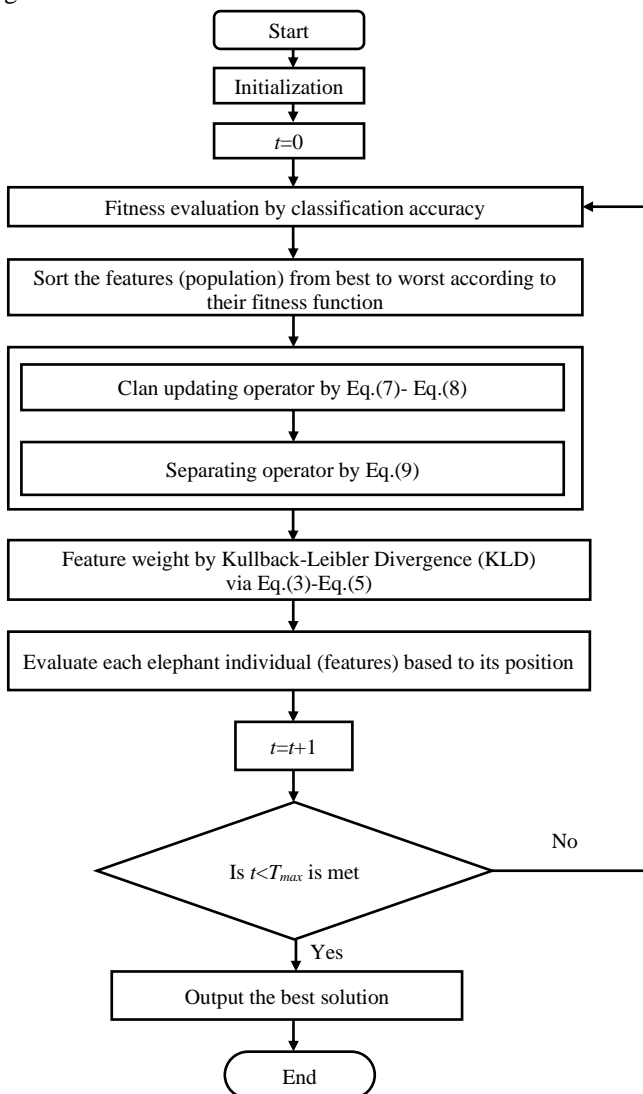 Start
Initialization
t=0
Fitness evaluation by classification accuracy
Sort the features (population) from best to worst according to
their fitness function
Clan updating operator by Eq.(7)- Eq.(8)
Separating operator by Eq.(9)
Feature weight by Kullback-Leibler Divergence (KLD)
via Eq.(3)-Eq.(5)
Evaluate each elephant individual (features) based to its position
t=t+1
No
Is t<Tmax is met
Yes
Output the best solution
End